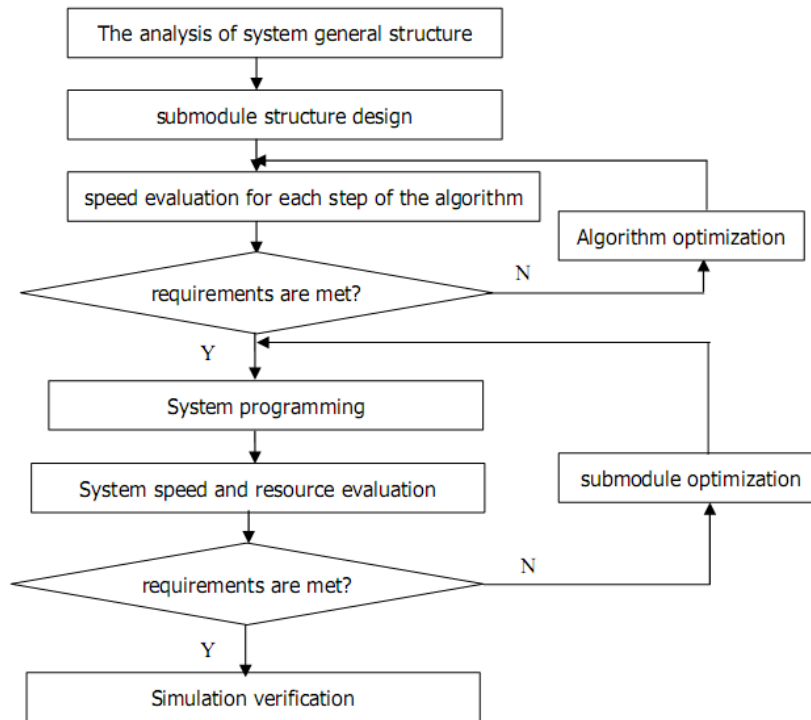 The analysis of system general structure
submodule structure design
speed evaluation for each step of the algorithm
Algorithm optimization
N
requirements are met?
Y
System programming
submodule optimization
System speed and resource evaluation
N
requirements are met?
Y
Simulation verification